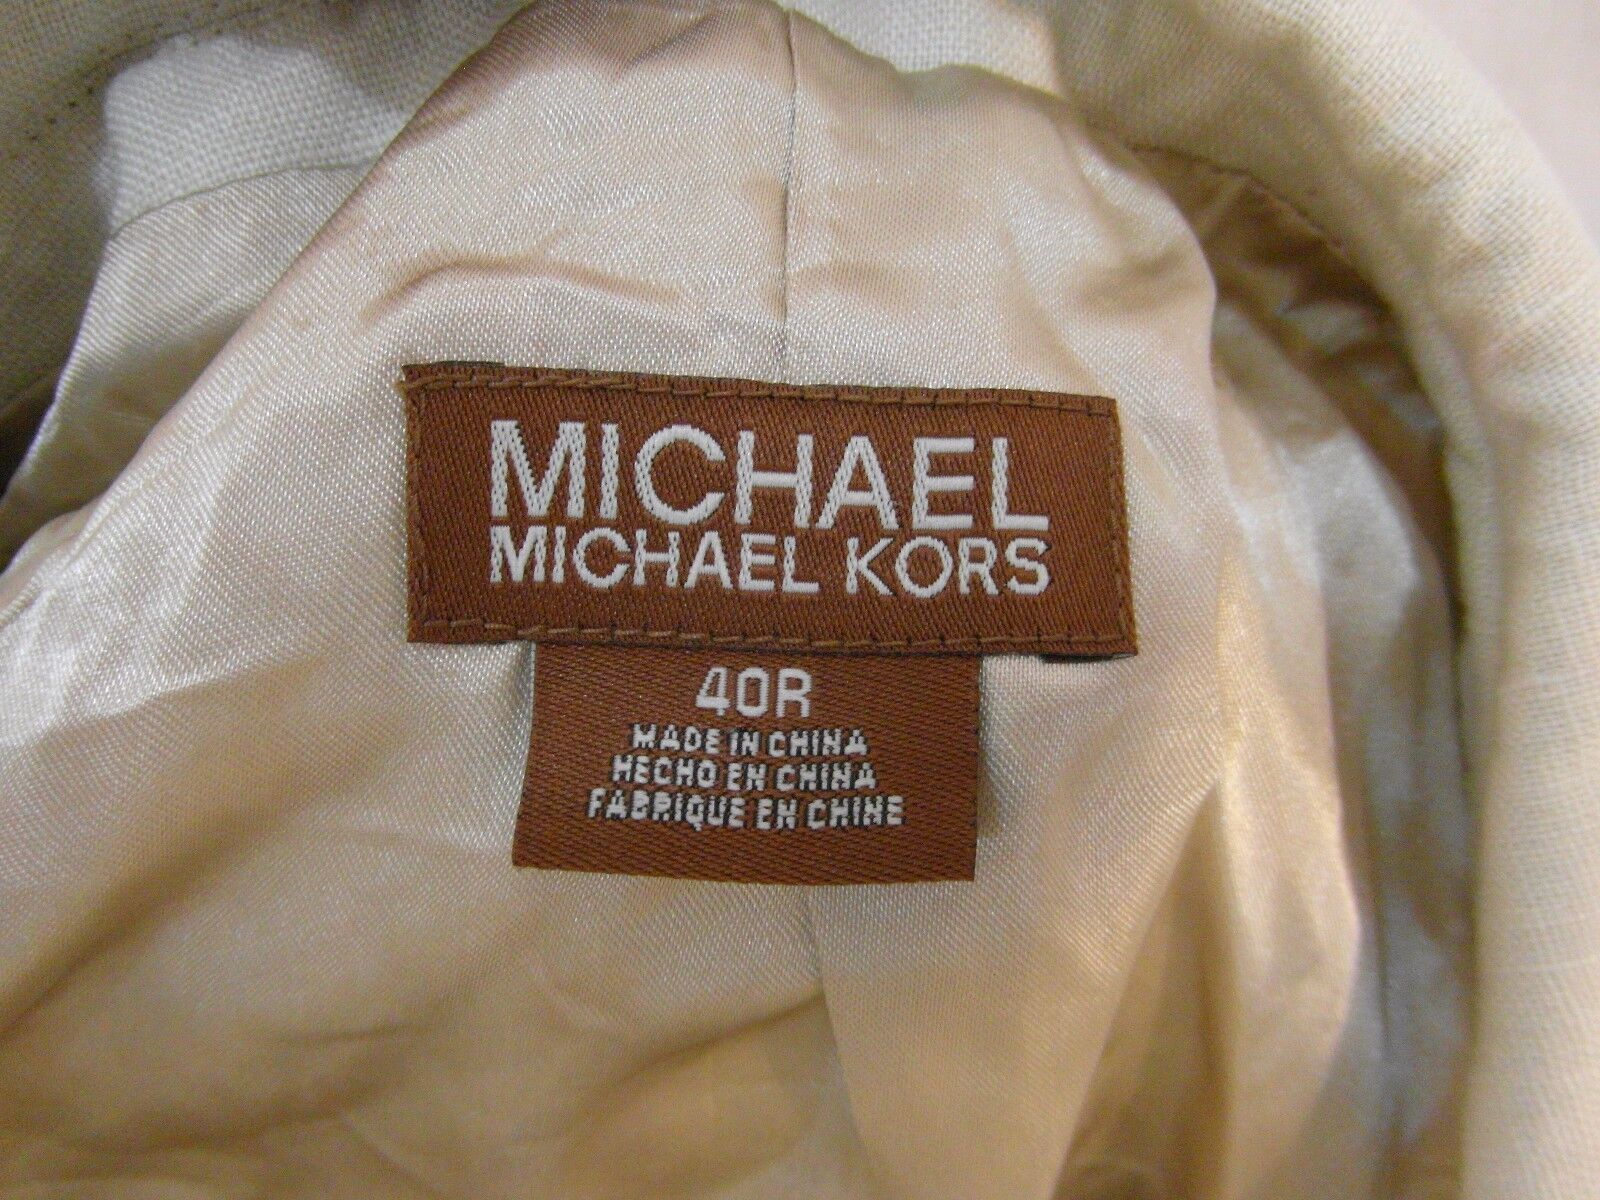 MICHAEL
MICHAEL KORS
40R
MADE IN CHINA
HECHO EN CHINA
FABRIQUE EN CHINE